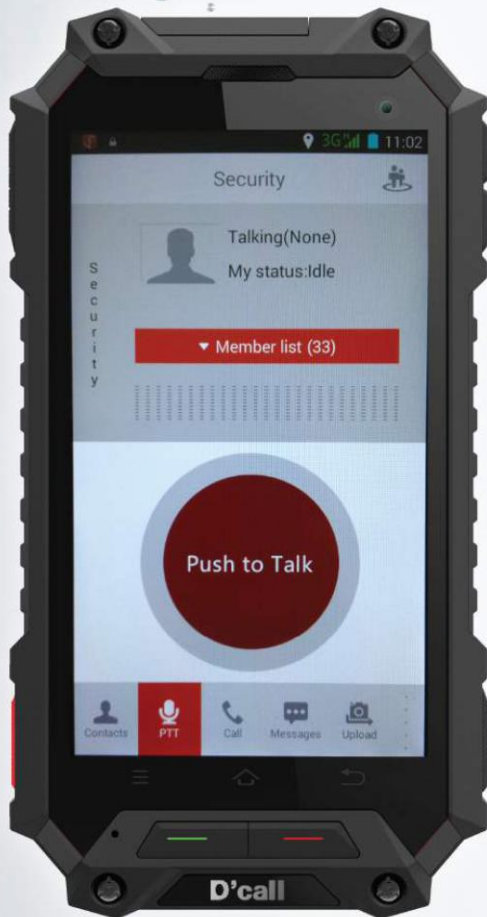 3G
11:02
Security
Talking(None)
My status:Idle
Security
Member list (33)
Push to Talk
Contacts
PTT
Call
Messages
Upload
D'call